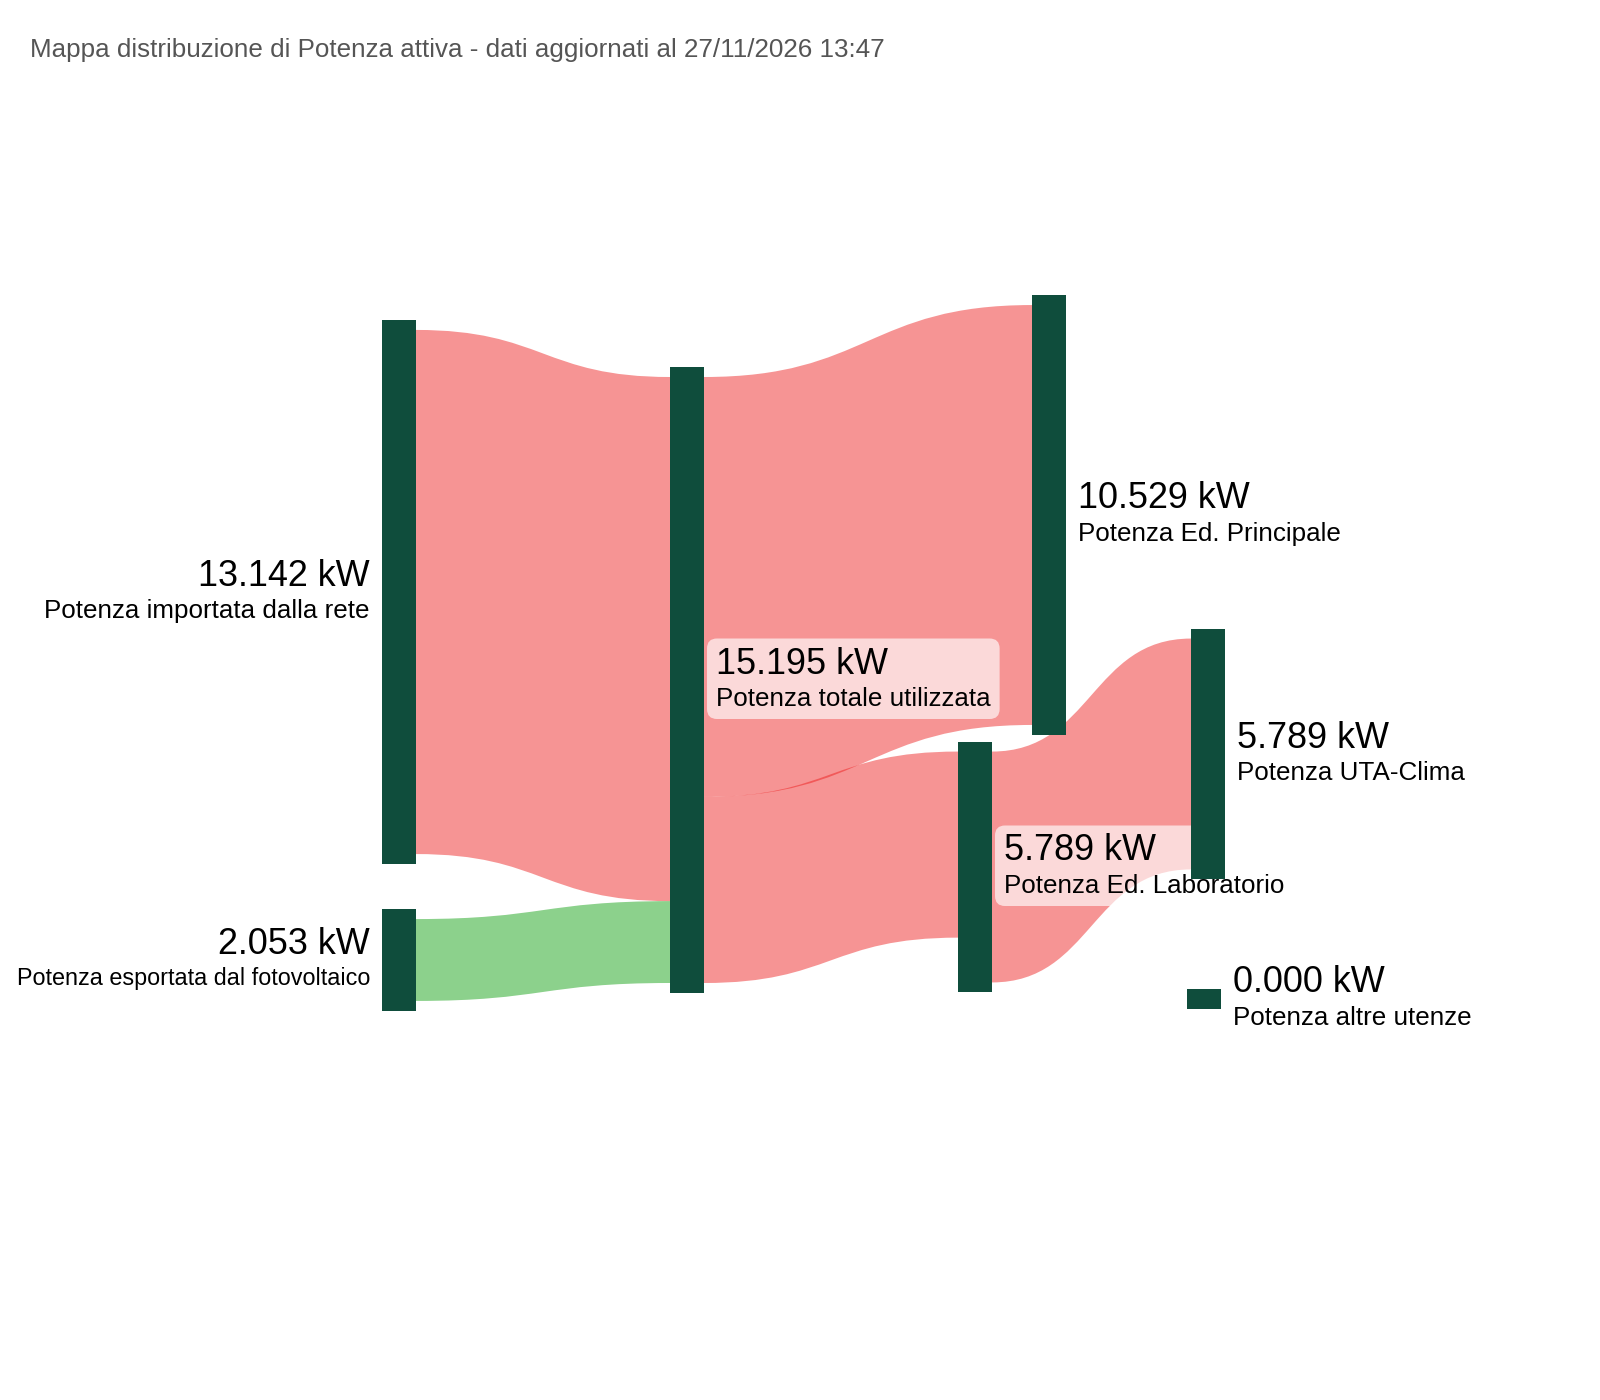 Mappa distribuzione di Potenza attiva - dati aggiornati al 27/11/2026 13:47
10.529 kW
Potenza Ed. Principale
13.142 kW
Potenza importata dalla rete
15.195 kW
Potenza totale utilizzata
5.789 kW
Potenza UTA-Clima
5.789 kW
Potenza Ed. Laboratorio
2.053 kW
Potenza esportata dal fotovoltaico
0.000 kW
Potenza altre utenze